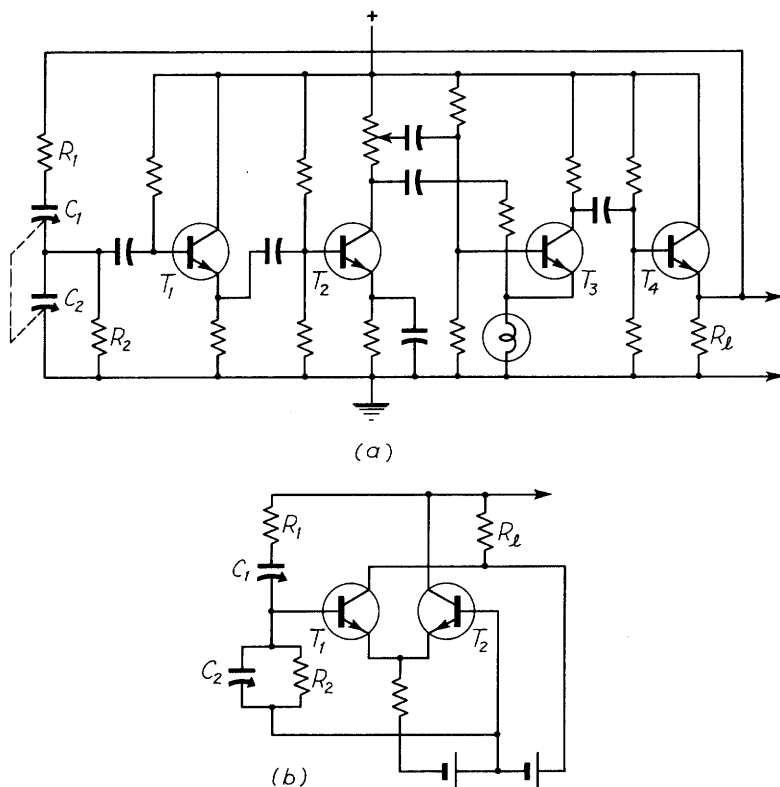 +
R₁
C₁
T₁
T₂
T₃
T₄
C₂
R₂
Rℓ
(a)
R₁
Rℓ
C₁
T₁
T₂
C₂
R₂
(b)